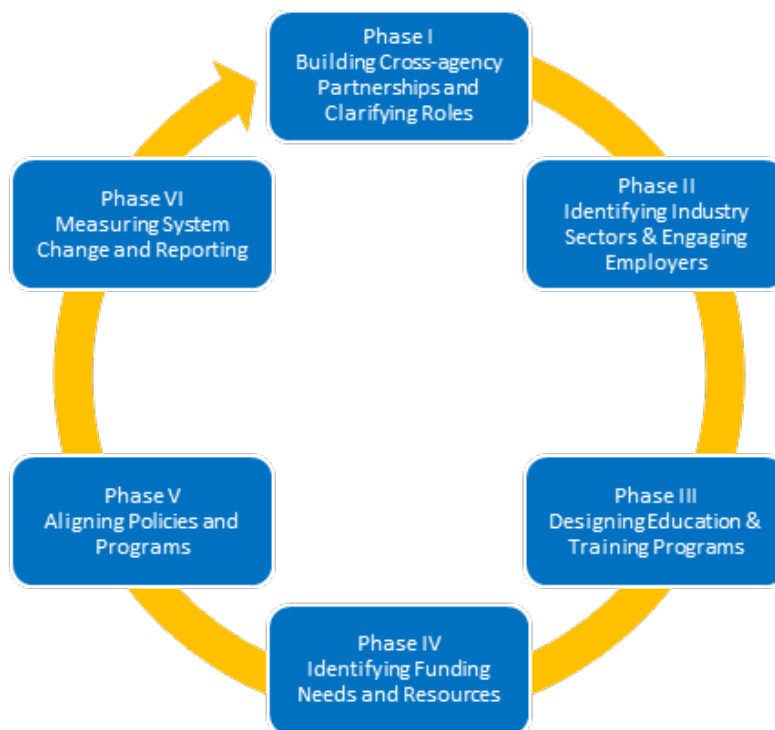 Phase I
Building Cross-agency
Partnerships and
Clarifying Roles
Phase II
Identifying Industry
Sectors & Engaging
Employers
Phase III
Designing Education &
Training Programs
Phase IV
Identifying Funding
Needs and Resources
Phase V
Aligning Policies and
Programs
Phase VI
Measuring System
Change and Reporting